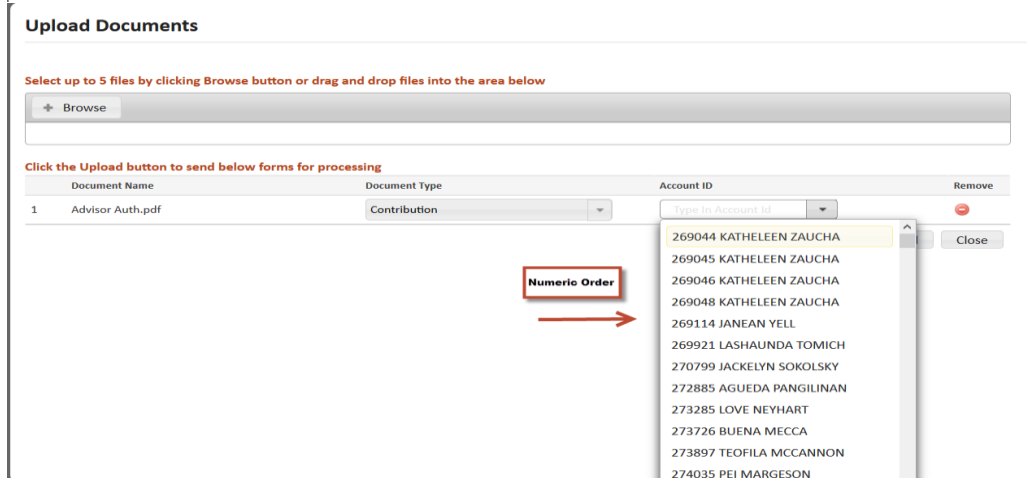 Upload Documents
Select up to 5 files by clicking Browse button or drag and drop files into the area below
+ Browse
Click the Upload button to send below forms for processing
Document Name Document Type Account ID Remove
1 Advisor Auth.pdf Contribution Type In Account Id
Close
269044 KATHELEEN ZAUCHA
269045 KATHELEEN ZAUCHA
269046 KATHELEEN ZAUCHA
Numeric Order
269048 KATHELEEN ZAUCHA
269114 JANEAN YELL
269921 LASHAUNDA TOMICH
270799 JACKELYN SOKOLSKY
272885 AGUEDA PANGILINAN
273285 LOVE NEYHART
273726 BUENA MECCA
273897 TEOFILA MCCANNON
274035 PEI MARGESON